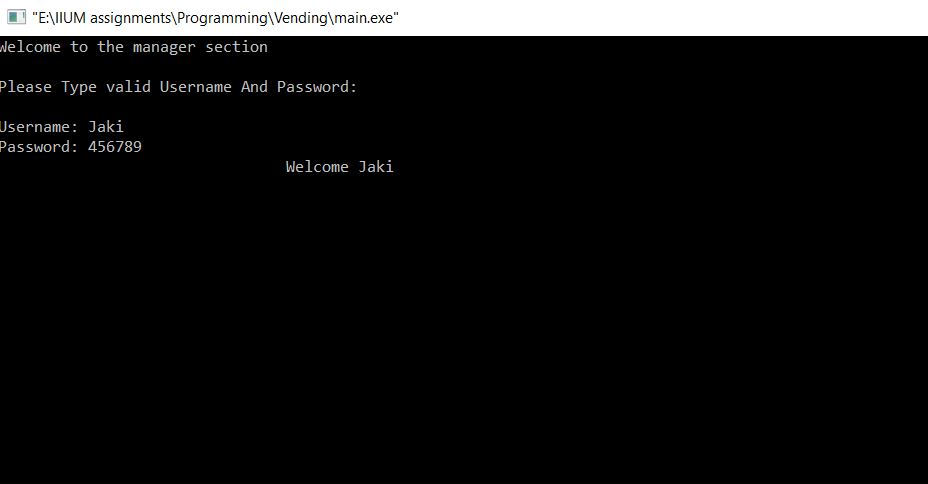 "E:\IIUM assignments\Programming\Vending\main.exe"
Welcome to the manager section
Please Type valid Username And Password:
Username: Jaki
Password: 456789
Welcome Jaki